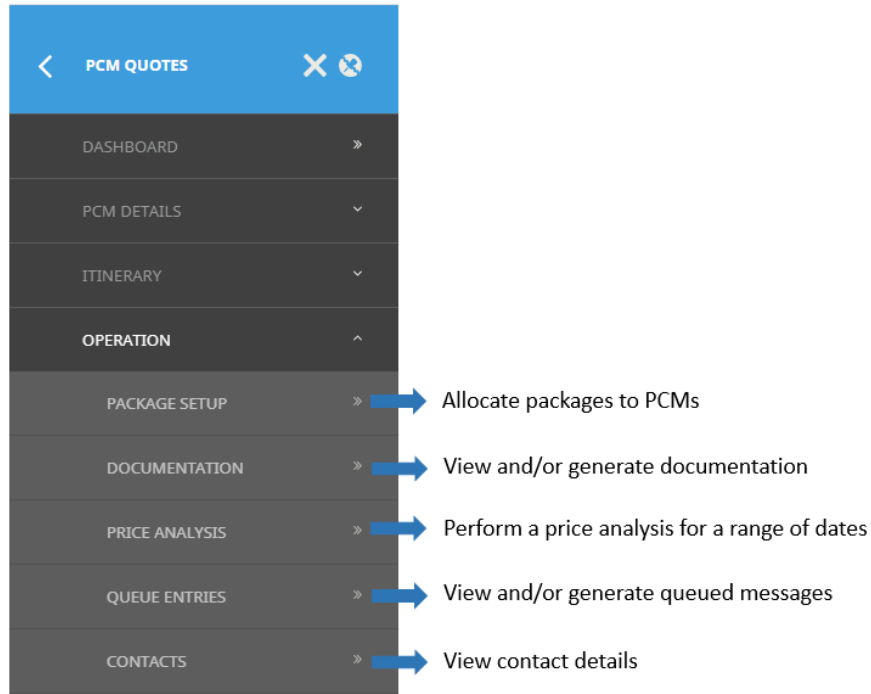 PCM QUOTES
DASHBOARD
PCM DETAILS
ITINERARY
OPERATION
PACKAGE SETUP
Allocate packages to PCMs
DOCUMENTATION
View and/or generate documentation
PRICE ANALYSIS
Perform a price analysis for a range of dates
QUEUE ENTRIES
View and/or generate queued messages
CONTACTS
View contact details